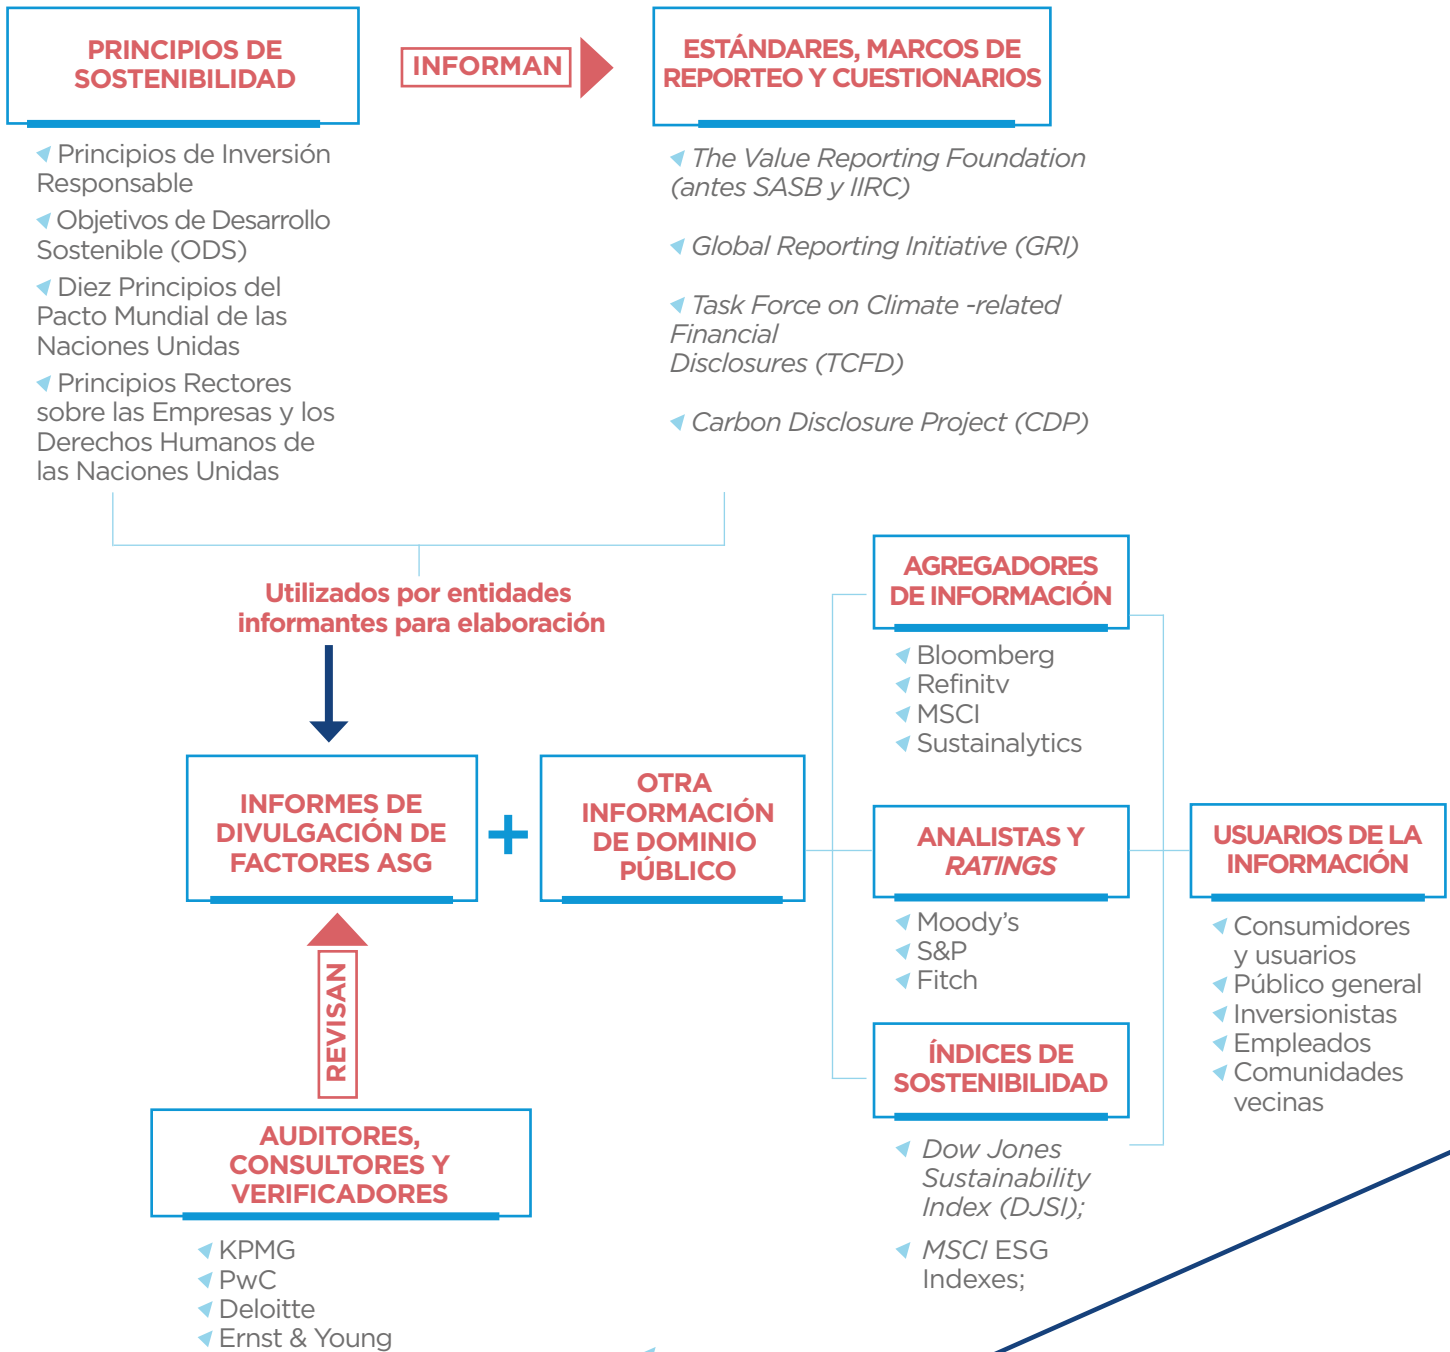 PRINCIPIOS DE
SOSTENIBILIDAD
INFORMAN
ESTÁNDARES, MARCOS DE
REPORTEO Y CUESTIONARIOS
Principios de Inversión
Responsable
Objetivos de Desarrollo
Sostenible (ODS)
Diez Principios del
Pacto Mundial de las
Naciones Unidas
Principios Rectores
sobre las Empresas y los
Derechos Humanos de
las Naciones Unidas
The Value Reporting Foundation
(antes SASB y IIRC)
Global Reporting Initiative (GRI)
Task Force on Climate -related
Financial
Disclosures (TCFD)
Carbon Disclosure Project (CDP)
Utilizados por entidades
informantes para elaboración
INFORMES DE
DIVULGACIÓN DE
FACTORES ASG
+
OTRA
INFORMACIÓN
DE DOMINIO
PÚBLICO
REVISAN
AUDITORES,
CONSULTORES Y
VERIFICADORES
KPMG
PwC
Deloitte
Ernst & Young
AGREGADORES
DE INFORMACIÓN
Bloomberg
Refinitv
MSCI
Sustainalytics
ANALISTAS Y
RATINGS
Moody's
S&P
Fitch
ÍNDICES DE
SOSTENIBILIDAD
Dow Jones
Sustainability
Index (DJSI);
MSCI ESG
Indexes;
USUARIOS DE LA
INFORMACIÓN
Consumidores
y usuarios
Público general
Inversionistas
Empleados
Comunidades
vecinas